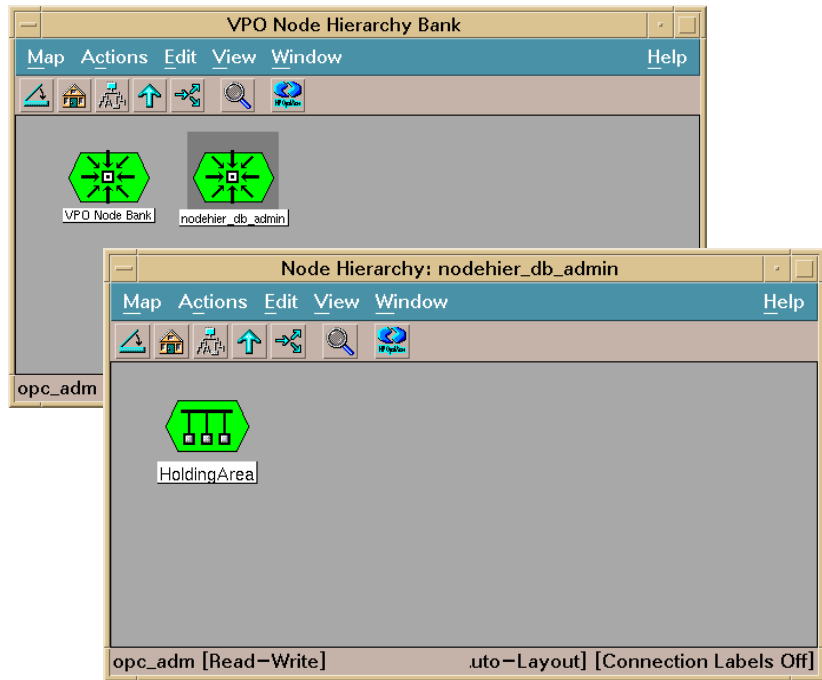 VPO Node Hierarchy Bank
Map Actions Edit View Window Help
VPO Node Bank
nodehier_db_admin
opc_adm
Node Hierarchy: nodehier_db_admin
Map Actions Edit View Window Help
HoldingArea
opc_adm [Read-Write] .uto-Layout] [Connection Labels Off]